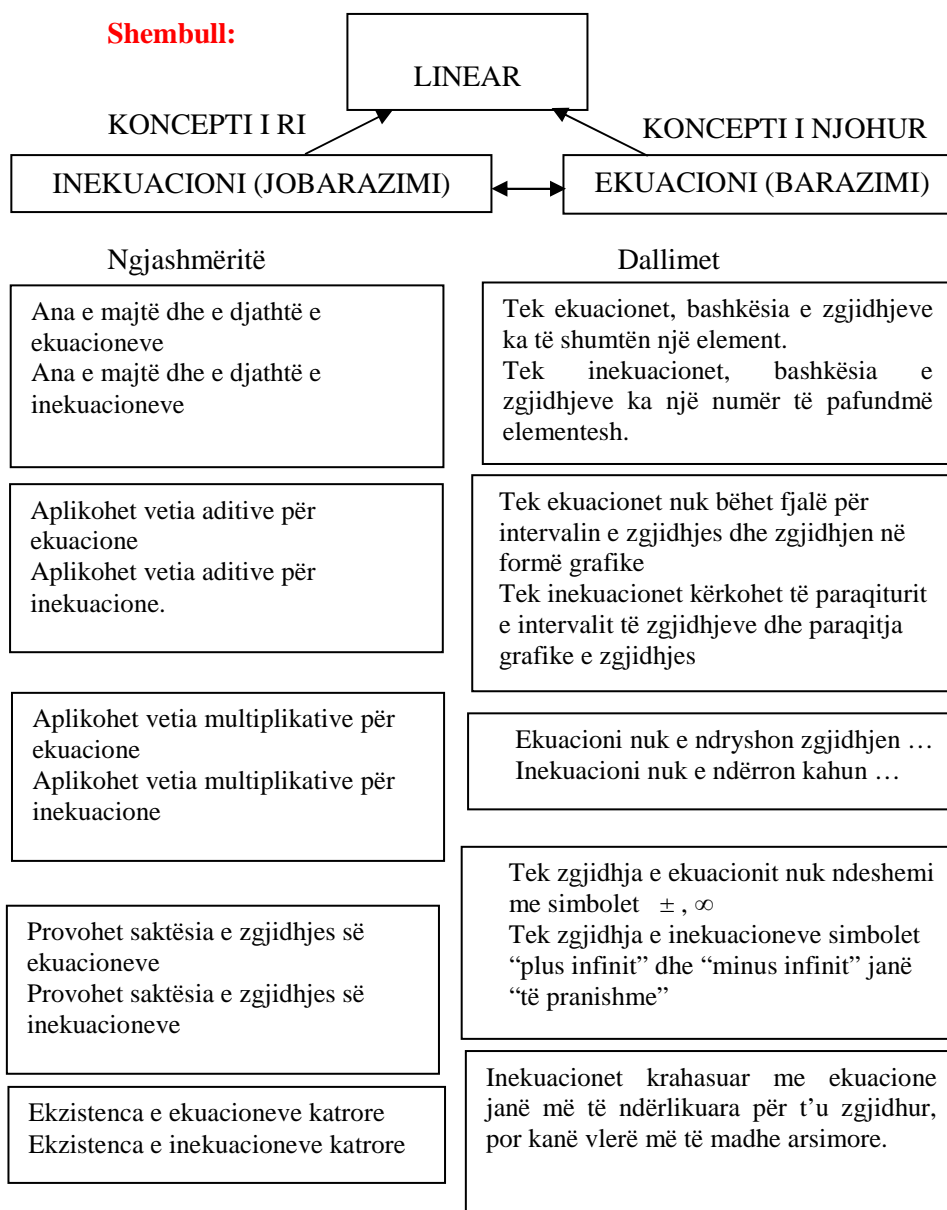 Shembull:
LINEAR
KONCEPTI I RI
KONCEPTI I NJOHUR
INEKUACIONI (JOBARAZIMI)
EKUACIONI (BARAZIMI)
Ngjashmëritë
Ana e majtë dhe e djathtë e
ekuacioneve
Ana e majtë dhe e djathtë e
inekuacioneve
Aplikohet vetia aditive për
ekuacione
Aplikohet vetia aditive për
inekuacione.
Aplikohet vetia multiplikative për
ekuacione
Aplikohet vetia multiplikative për
inekuacione
Provohet saktësia e zgjidhjes së
ekuacioneve
Provohet saktësia e zgjidhjes së
inekuacioneve
Ekzistenca e ekuacioneve katrore
Ekzistenca e inekuacioneve katrore
Dallimet
Tek ekuacionet, bashkësia e zgjidhjeve
ka të shumtën një element.
Tek inekuacionet, bashkësia e
zgjidhjeve ka një numër të pafundmë
elementesh.
Tek ekuacionet nuk bëhet fjalë për
intervalin e zgjidhjes dhe zgjidhjen në
formë grafike
Tek inekuacionet kërkohet të paraqiturit
e intervalit të zgjidhjeve dhe paraqitja
grafike e zgjidhjes
Ekuacioni nuk e ndryshon zgjidhjen …
Inekuacioni nuk e ndërron kahun …
Tek zgjidhja e ekuacionit nuk ndeshemi
me simbolet ± , ∞
Tek zgjidhja e inekuacioneve simbolet
“plus infinit” dhe “minus infinit” janë
“të pranishme”
Inekuacionet krahasuar me ekuacione
janë më të ndërlikuara për t’u zgjidhur,
por kanë vlerë më të madhe arsimore.